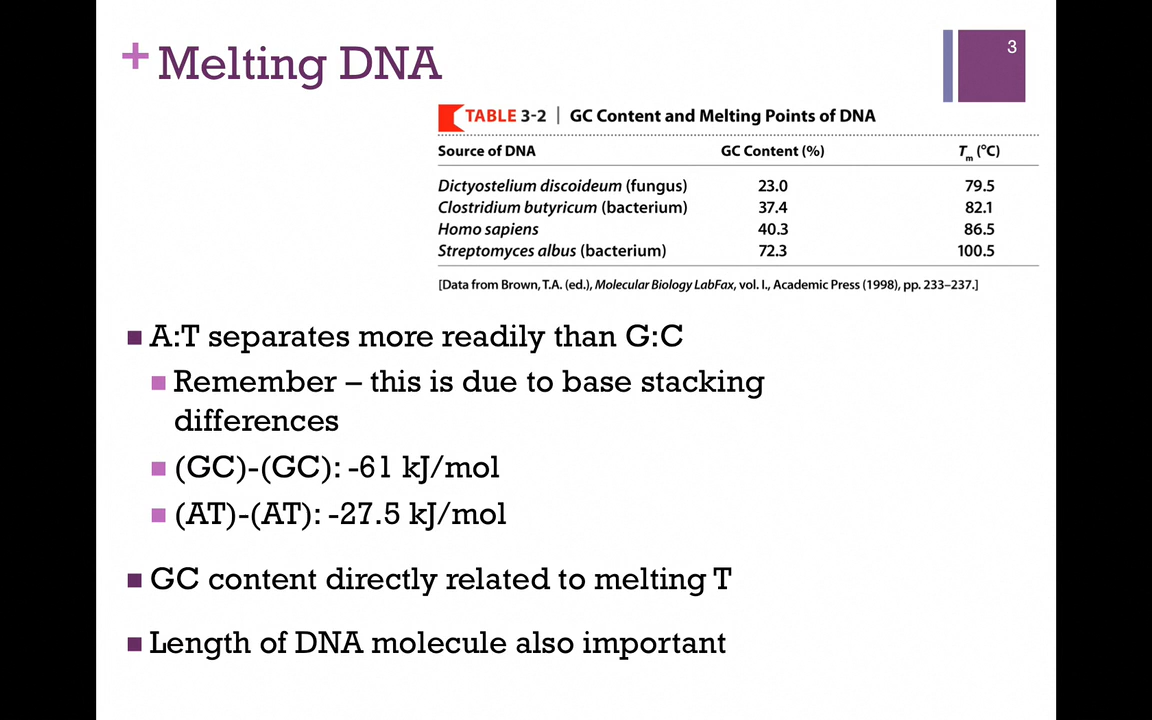 + Melting DNA
3
TABLE 3-2 | GC Content and Melting Points of DNA
Source of DNA GC Content (%) Tm (°C)
Dictyostelium discoideum (fungus) 23.0 79.5
Clostridium butyricum (bacterium) 37.4 82.1
Homo sapiens 40.3 86.5
Streptomyces albus (bacterium) 72.3 100.5
[Data from Brown, T.A. (ed.), Molecular Biology LabFax, vol. I., Academic Press (1998), pp. 233–237.]
A:T separates more readily than G:C
Remember – this is due to base stacking
differences
(GC)-(GC): -61 kJ/mol
(AT)-(AT): -27.5 kJ/mol
GC content directly related to melting T
Length of DNA molecule also important